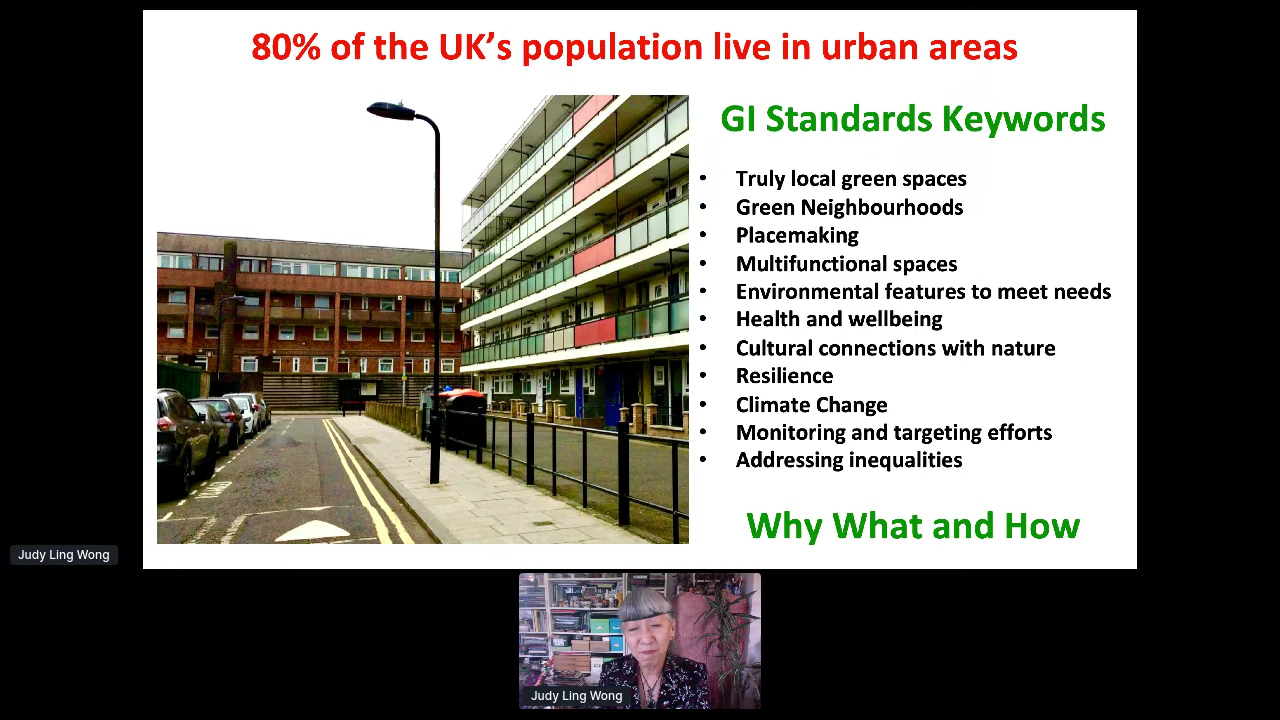 80% of the UK's population live in urban areas
GI Standards Keywords
• Truly local green spaces
• Green Neighbourhoods
• Placemaking
• Multifunctional spaces
• Environmental features to meet needs
• Health and wellbeing
• Cultural connections with nature
• Resilience
• Climate Change
• Monitoring and targeting efforts
• Addressing inequalities
Why What and How
Judy Ling Wong
Judy Ling Wong